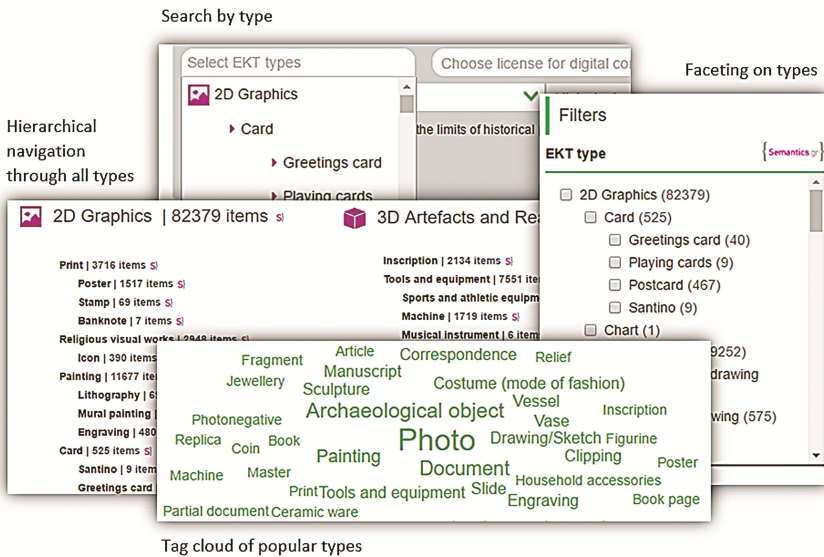 Search by type
Select EKT types
Choose license for digital
2D Graphics
Card
the limits of historical
Greetings card
Playing cards
Faceting on types
Filters
EKT type
{Semantics.gr}
2D Graphics (82379)
Card (525)
Greetings card (40)
Playing cards (9)
Postcard (467)
Santino (9)
Chart (1)
9252)
drawing
wing (575)
Hierarchical
navigation
through all types
2D Graphics | 82379 items S}
3D Artefacts and
Print | 3716 items S}
Poster | 1517 items S}
Stamp | 69 items S}
Banknote | 7 items S}
Religious visual works | 2948 items S}
Icon | 390 items
Painting | 11677
Lithography |
Mural painting |
Engraving | 480
Card | 525 items S}
Santino | 9
Greetings card
Inscription | 2134 items S}
Tools and equipment | 7551
Sports and athletic
Machine | 1719 items S}
Musical instrument | 6
Fragment Article Correspondence Relief
Jewellery Manuscript
Sculpture Costume (mode of fashion)
Archaeological object Vessel Inscription
Photonegative Vase
Replica Coin Book Photo Drawing/Sketch Figurine
Painting Clipping
Machine Master Document Poster
Household accessories
Print Tools and equipment Slide Engraving Book page
Partial document Ceramic ware
Tag cloud of popular types